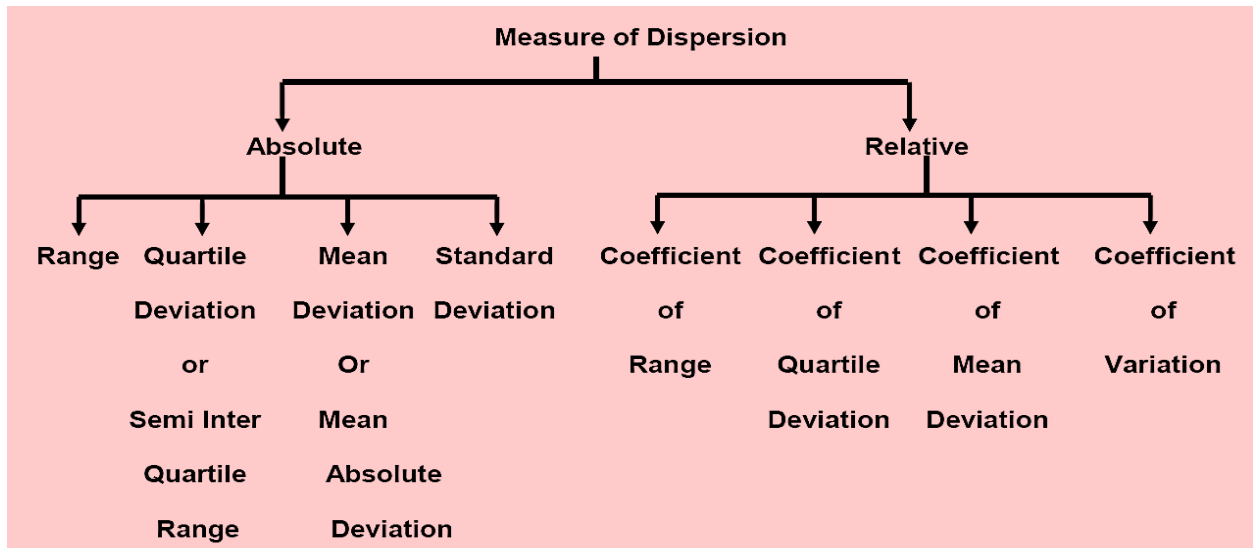 Measure of Dispersion
Absolute
Relative
Range
Quartile
Deviation
or
Semi Inter
Quartile
Range
Mean
Deviation
Or
Mean
Absolute
Deviation
Standard
Deviation
Coefficient
of
Range
Coefficient
of
Quartile
Deviation
Coefficient
of
Mean
Deviation
Coefficient
of
Variation